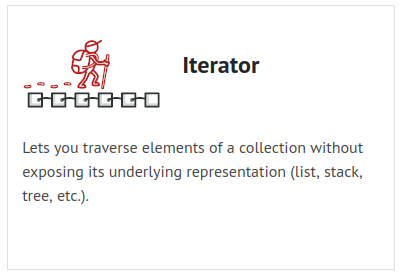 Iterator
Lets you traverse elements of a collection without
exposing its underlying representation (list, stack,
tree, etc.).